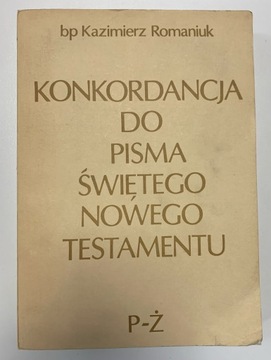 bp Kazimierz Romaniuk
KONKORDANCJA
DO
PISMA
ŚWIĘTEGO
NOWEGO
TESTAMENTU
P-Ż